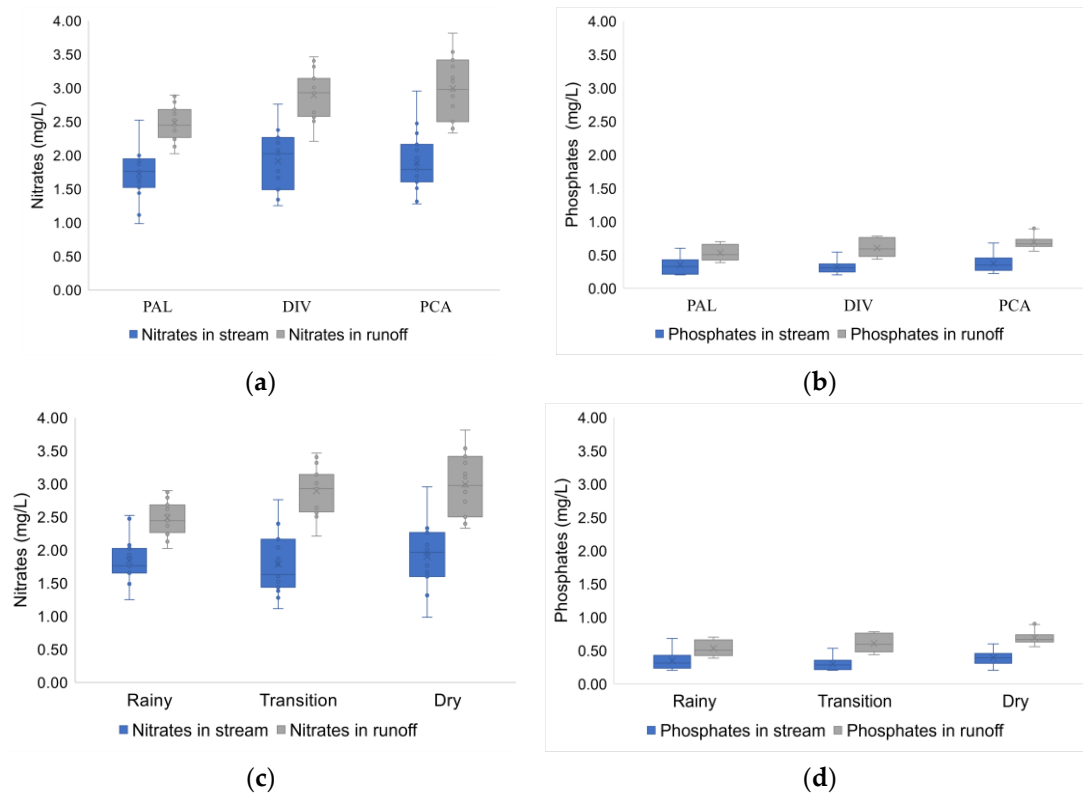 4.00
3.50
3.00
2.50
2.00
1.50
1.00
0.50
0.00
Nitrates (mg/L)
PAL DIV PCA
Nitrates in stream Nitrates in runoff
(a)
4.00
3.50
3.00
2.50
2.00
1.50
1.00
0.50
0.00
Phosphates (mg/L)
PAL DIV PCA
Phosphates in stream Phosphates in runoff
(b)
4.00
3.50
3.00
2.50
2.00
1.50
1.00
0.50
0.00
Nitrates (mg/L)
Rainy Transition Dry
Nitrates in stream Nitrates in runoff
(c)
4.00
3.50
3.00
2.50
2.00
1.50
1.00
0.50
0.00
Phosphates (mg/L)
Rainy Transition Dry
Phosphates in stream Phosphates in runoff
(d)